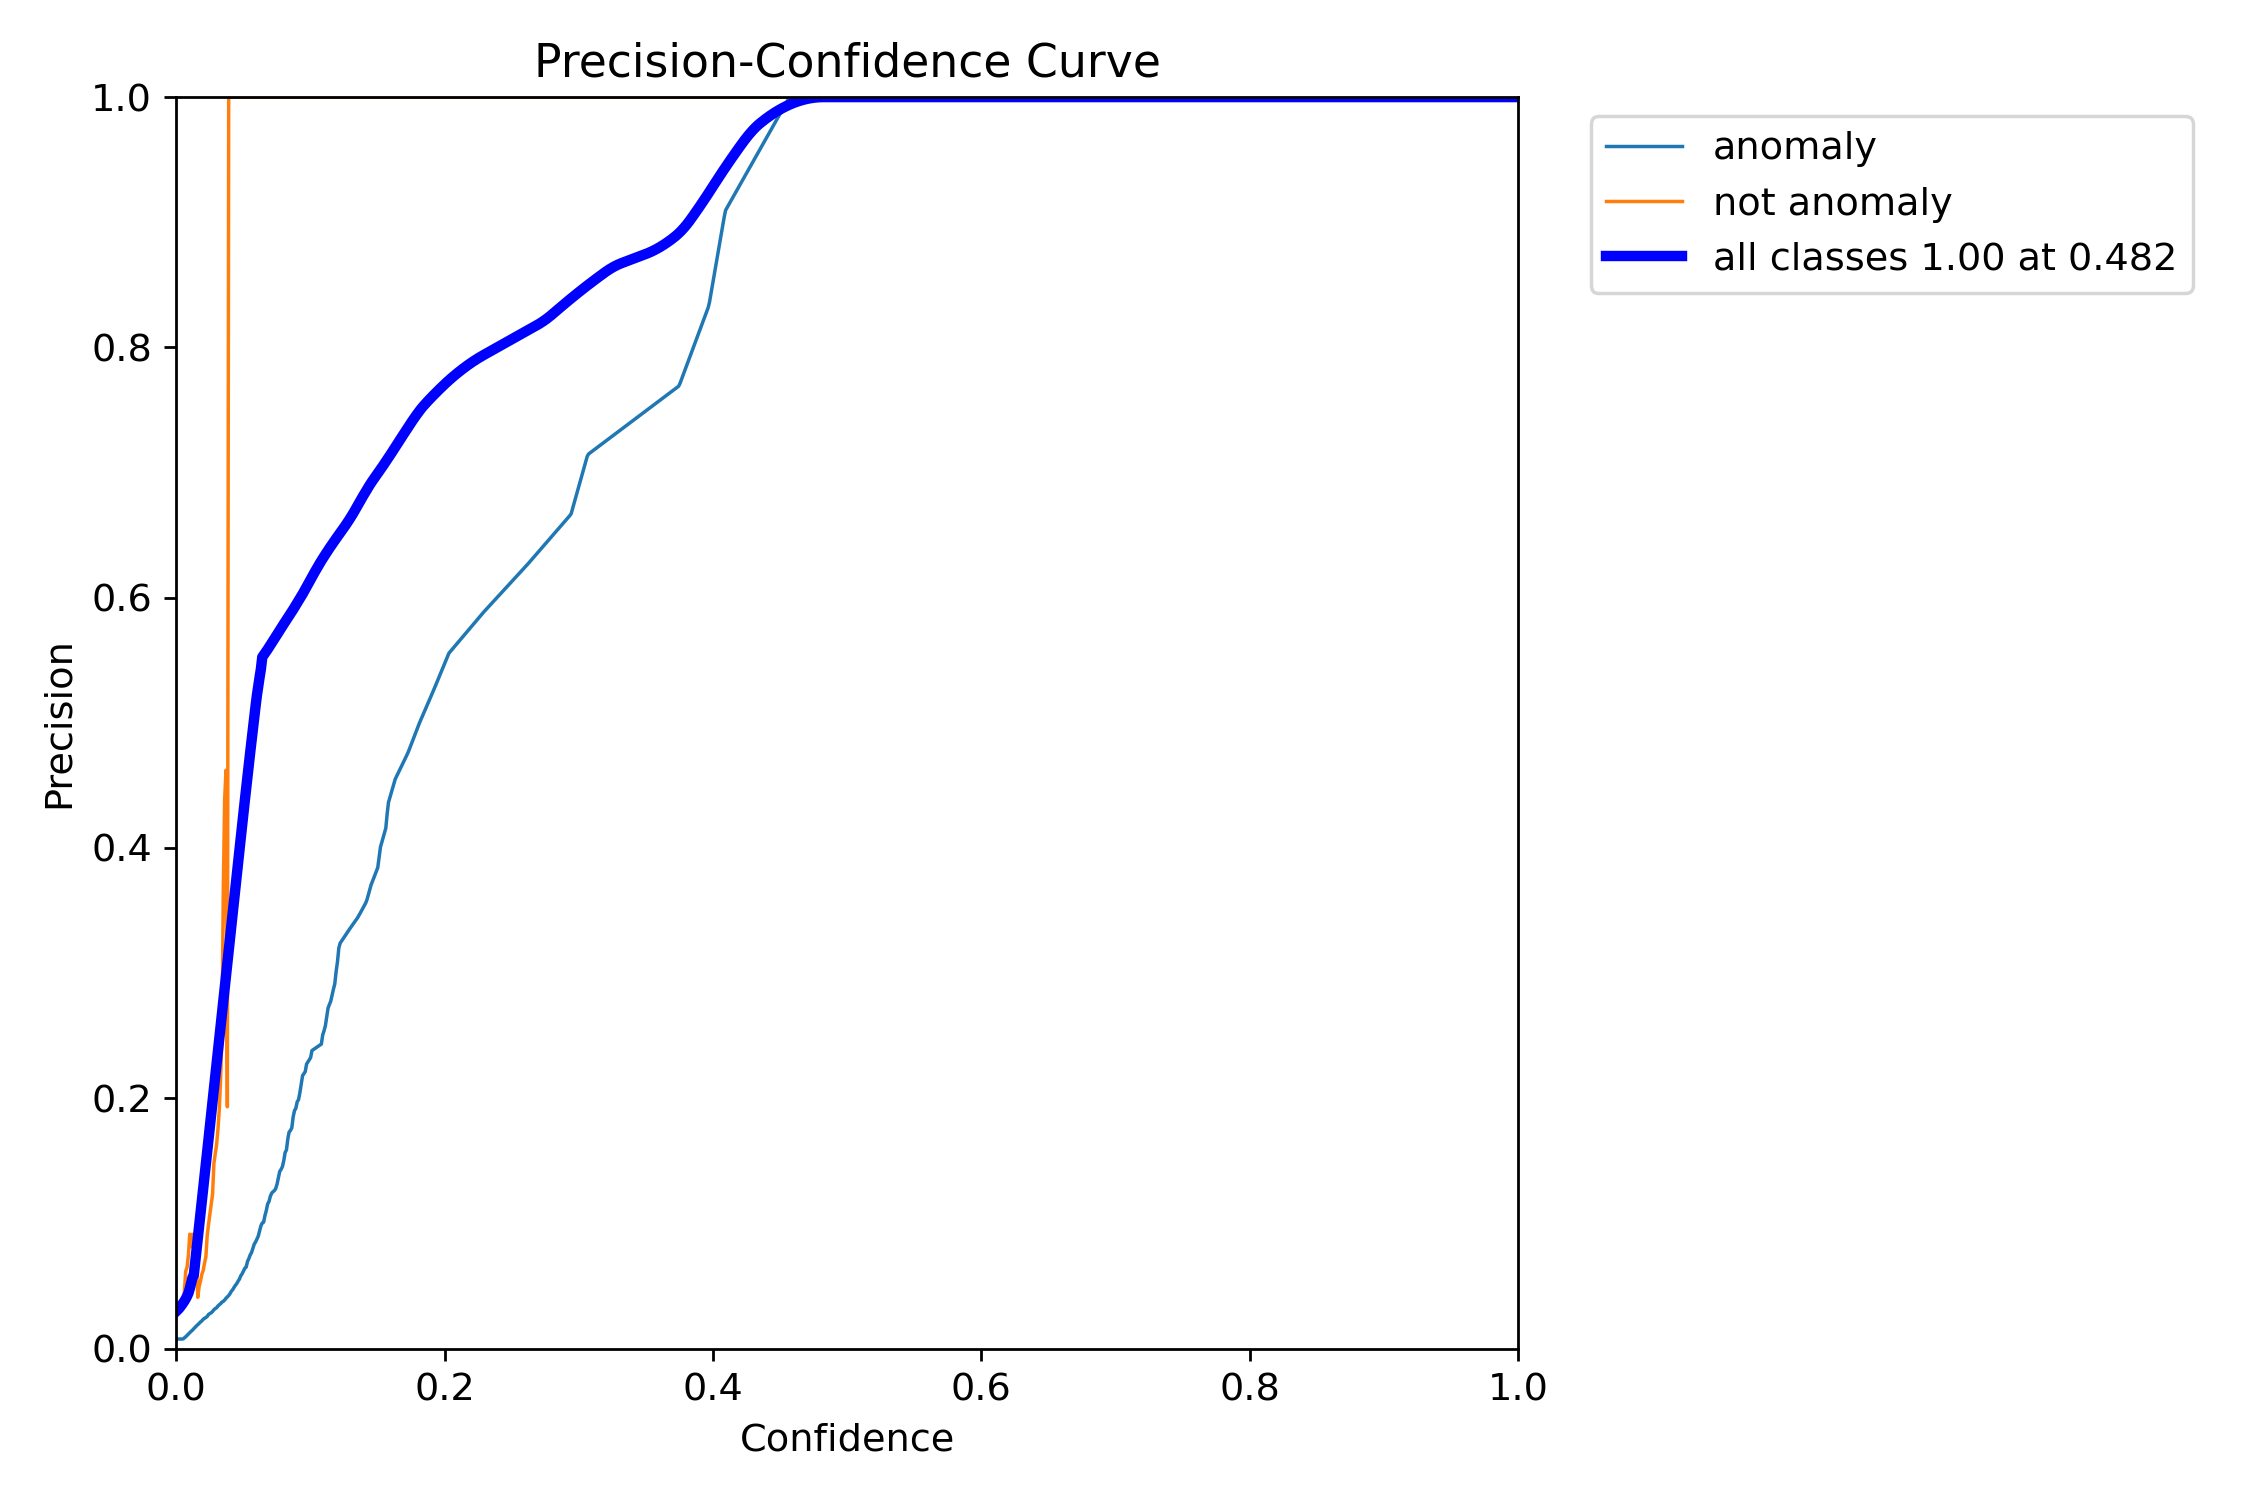 Precision-Confidence Curve
1.0
0.8
0.6
0.4
0.2
0.0
Precision
0.0 0.2 0.4 0.6 0.8 1.0
Confidence
anomaly
not anomaly
all classes 1.00 at 0.482